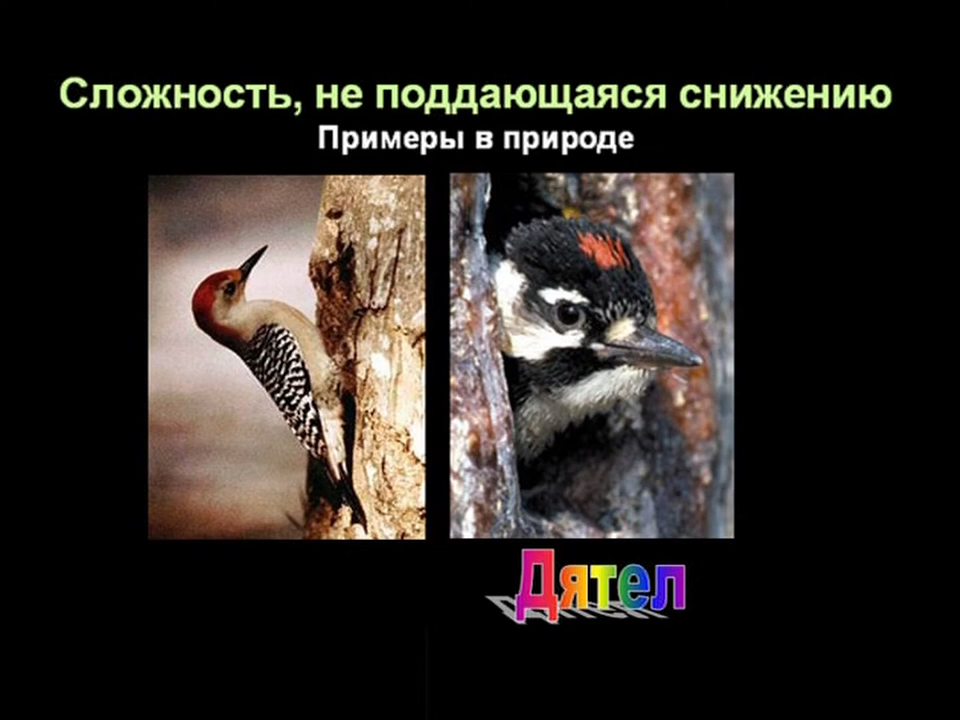 Сложность, не поддающаяся снижению
Примеры в природе
Дятел